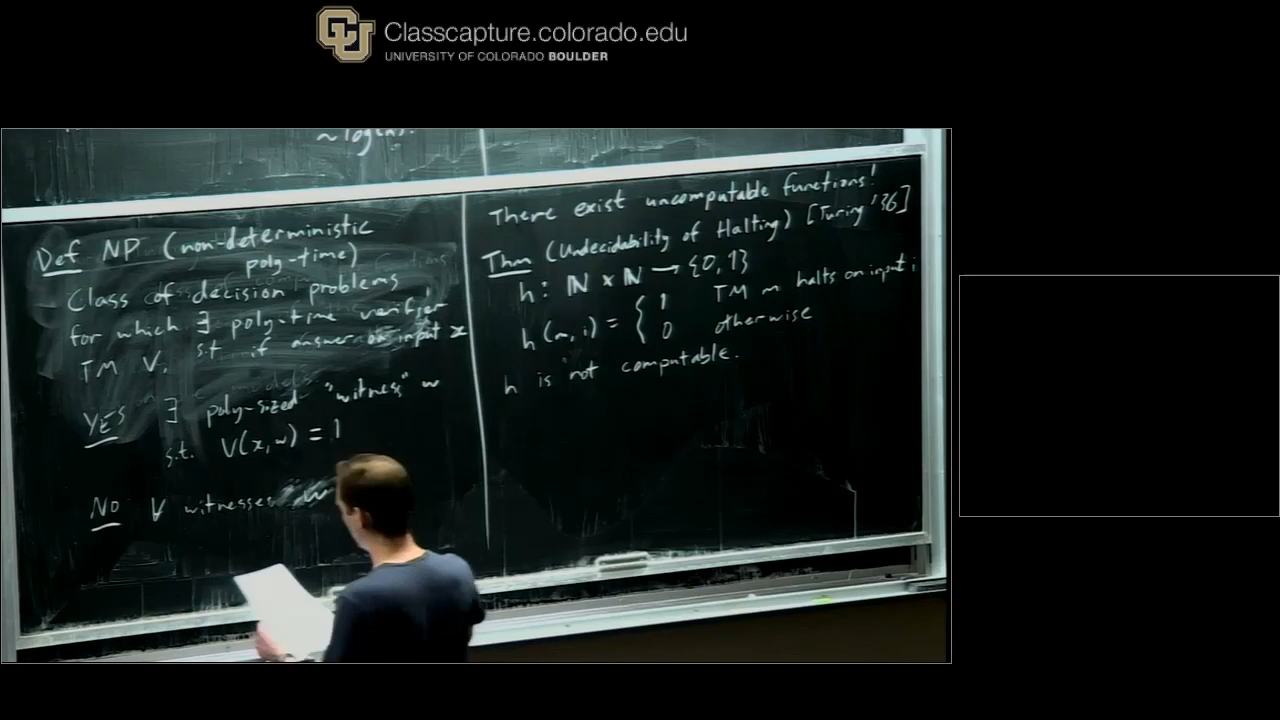 Classcapture.colorado.edu
UNIVERSITY OF COLORADO BOULDER
Def NP (non-deterministic
poly-time)
Class of decision problems
for which ∃ poly-time verifier
TM V, s.t. if answer on input x
YES ∃ poly-sized "witness" w
s.t. V(x,w) = 1
NO ∀ witnesses w
There exist uncomputable functions!
Thm (Undecidability of Halting) [Turing '36]
h: ℕ × ℕ → {0,1}
h(m,i) = { 1 TM m halts on input i
0 otherwise
h is not computable.